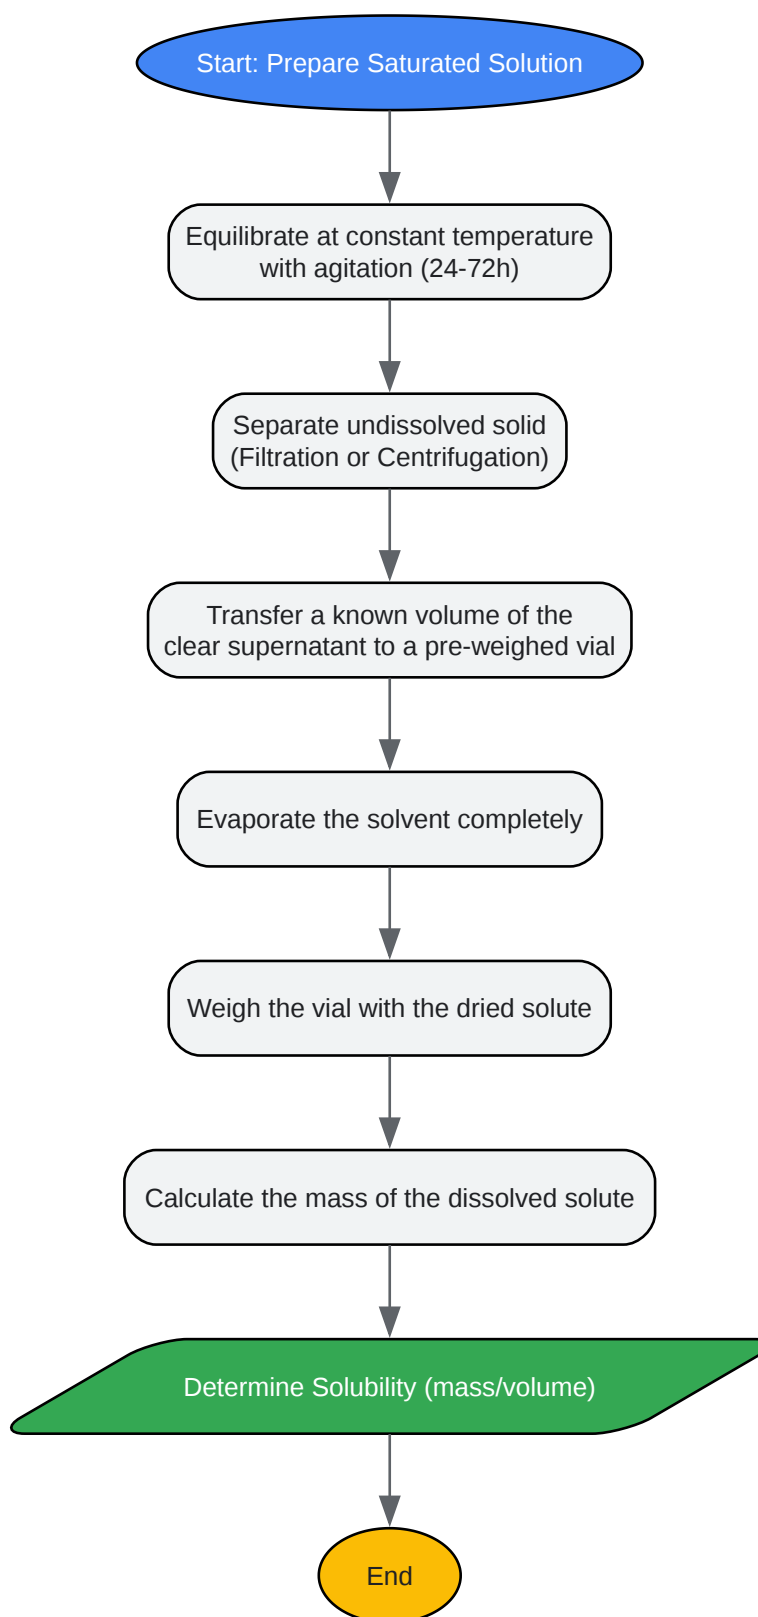 Start: Prepare Saturated Solution
Equilibrate at constant temperature
with agitation (24-72h)
Separate undissolved solid
(Filtration or Centrifugation)
Transfer a known volume of the
clear supernatant to a pre-weighed vial
Evaporate the solvent completely
Weigh the vial with the dried solute
Calculate the mass of the dissolved solute
Determine Solubility (mass/volume)
End